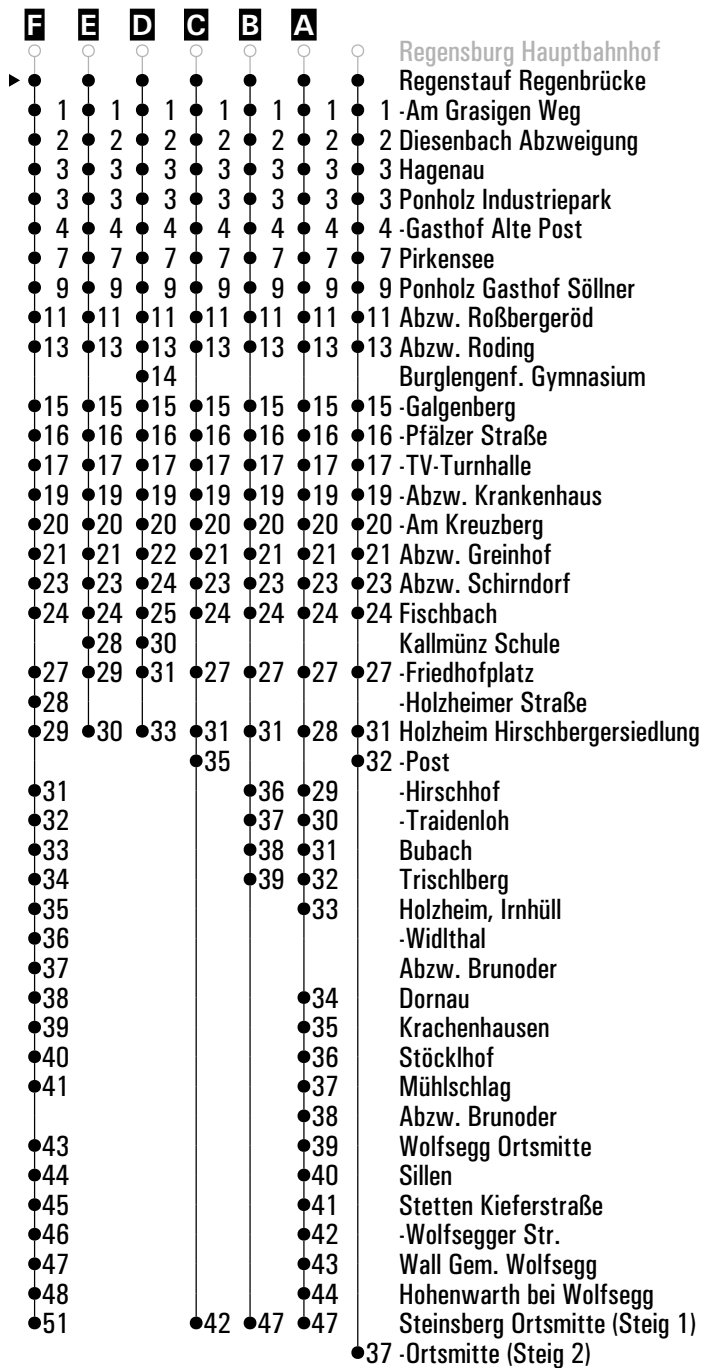 F E D C B A
Regensburg Hauptbahnhof
Regenstauf Regenbrücke
1 1 1 1 1 1 1 -Am Grasigen Weg
2 2 2 2 2 2 2 Diesenbach Abzweigung
3 3 3 3 3 3 3 Hagenau
3 3 3 3 3 3 3 Ponholz Industriepark
4 4 4 4 4 4 4 -Gasthof Alte Post
7 7 7 7 7 7 7 Pirkensee
9 9 9 9 9 9 9 Ponholz Gasthof Söllner
11 11 11 11 11 11 11 Abzw. Roßbergeröd
13 13 13 13 13 13 13 Abzw. Roding
14 Burglengenf. Gymnasium
15 15 15 15 15 15 15 -Galgenberg
16 16 16 16 16 16 16 -Pfälzer Straße
17 17 17 17 17 17 17 -TV-Turnhalle
19 19 19 19 19 19 19 -Abzw. Krankenhaus
20 20 20 20 20 20 20 -Am Kreuzberg
21 21 22 21 21 21 21 Abzw. Greinhof
23 23 24 23 23 23 23 Abzw. Schirndorf
24 24 25 24 24 24 24 Fischbach
28 30 Kallmünz Schule
27 29 31 27 27 27 27 -Friedhofplatz
28 -Holzheimer Straße
29 30 33 31 31 28 31 Holzheim Hirschbergersiedlung
35 32 -Post
31 36 29 -Hirschhof
32 37 30 -Traidenloh
33 38 31 Bubach
34 39 32 Trischlberg
35 33 Holzheim, Irnhüll
36 -Widlthal
37 Abzw. Brunoder
38 34 Dornau
39 35 Krachenhausen
40 36 Stöcklhof
41 37 Mühlschlag
38 Abzw. Brunoder
43 39 Wolfsegg Ortsmitte
44 40 Sillen
45 41 Stetten Kieferstraße
46 42 -Wolfsegger Str.
47 43 Wall Gem. Wolfsegg
48 44 Hohenwarth bei Wolfsegg
51 42 47 47 Steinsberg Ortsmitte (Steig 1)
37 -Ortsmitte (Steig 2)